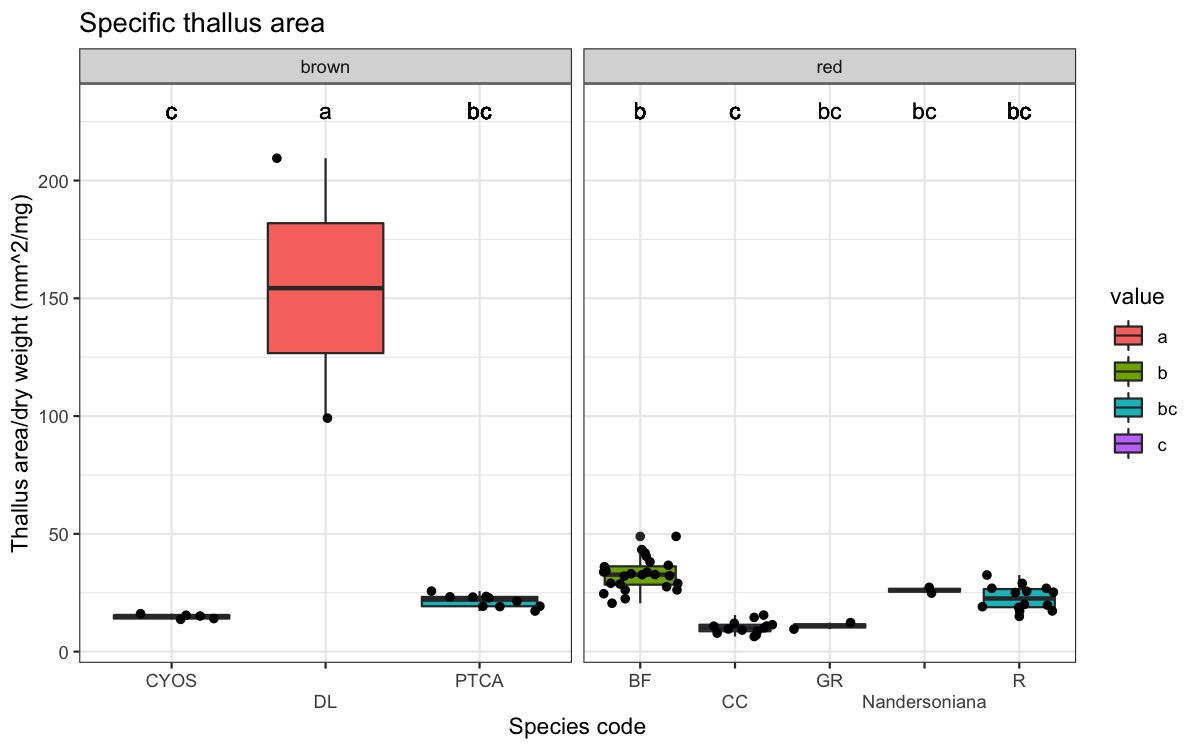 Specific thallus area
brown
red
c a bc
b c bc bc bc
Thallus area/dry weight (mm^2/mg)
200
150
100
50
0
CYOS
DL
PTCA
BF
CC
GR
Nandersoniana
R
Species code
value
a
b
bc
c